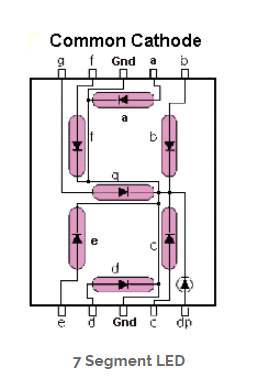 Common Cathode
g f Gnd a b
a
f b
g
e c
d
e d Gnd c dp
7 Segment LED